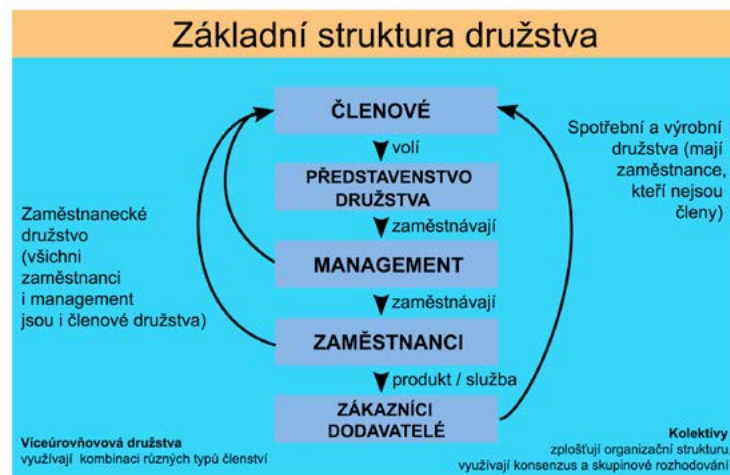 Základní struktura družstva
ČLENOVÉ
volí
PŘEDSTAVENSTVO
DRUŽSTVA
zaměstnávají
MANAGEMENT
zaměstnávají
ZAMĚSTNANCI
produkt / služba
ZÁKAZNÍCI
DODAVATELÉ
Zaměstnanecké
družstvo
(všichni
zaměstnanci
i management
jsou i členové družstva)
Spotřební a výrobní
družstva (mají
zaměstnance,
kteří nejsou
členy)
Víceúrovňovová družstva
využívají kombinaci různých typů členství
Kolektivy
zplošťují organizační strukturu,
využívají konsenzus a skupinové rozhodování